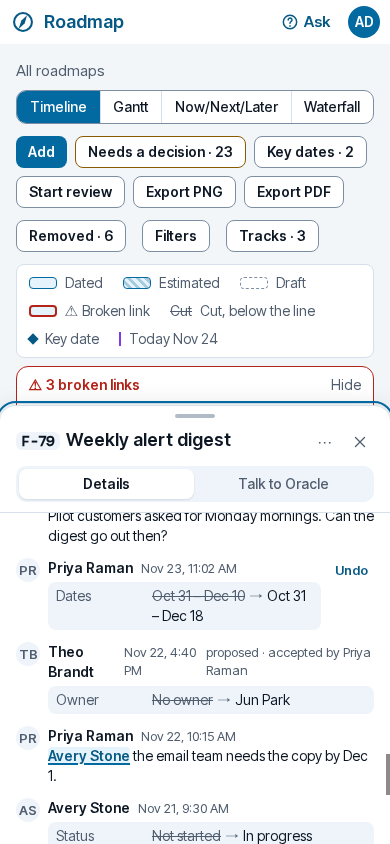 Roadmap
Ask
AD
All roadmaps
Timeline Gantt Now/Next/Later Waterfall
Add Needs a decision · 23 Key dates · 2
Start review Export PNG Export PDF
Removed · 6 Filters Tracks · 3
Dated Estimated Draft
⚠ Broken link Cut Cut, below the line
Key date Today Nov 24
⚠ 3 broken links Hide
F-79 Weekly alert digest ...
Details Talk to Oracle
Pilot customers asked for Monday mornings. Can the
digest go out then?
PR Priya Raman Nov 23, 11:02 AM Undo
Dates Oct 31 – Dec 10 → Oct 31
– Dec 18
TB Theo Brandt Nov 22, 4:40 PM proposed · accepted by Priya Raman
Owner No owner → Jun Park
PR Priya Raman Nov 22, 10:15 AM
Avery Stone the email team needs the copy by Dec
1.
AS Avery Stone Nov 21, 9:30 AM
Status Not started → In progress